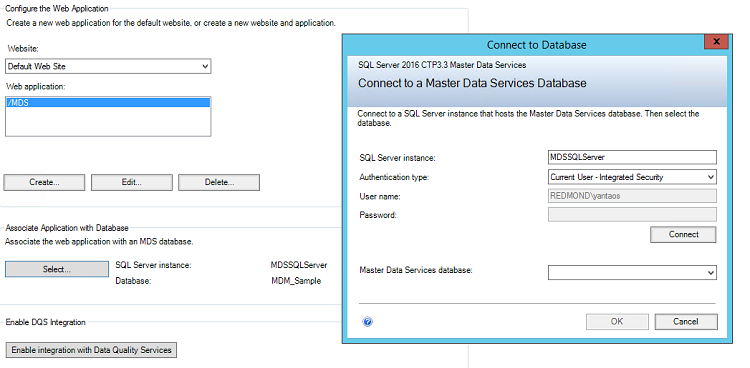 Configure the Web Application
Create a new web application for the default website, or create a new website and application.
Website:
Default Web Site
Web application:
/MDS
Create...
Edit...
Delete...
Associate Application with Database
Associate the web application with an MDS database.
Select...
SQL Server instance:
MDSSQLServer
Database:
MDM_Sample
Enable DQS Integration
Enable integration with Data Quality Services
Connect to Database
x
SQL Server 2016 CTP3.3 Master Data Services
Connect to a Master Data Services Database
Connect to a SQL Server instance that hosts the Master Data Services database. Then select the
database.
SQL Server instance:
MDSSQLServer
Authentication type:
Current User - Integrated Security
User name:
REDMOND\yantaos
Password:
Connect
Master Data Services database:
?
OK
Cancel